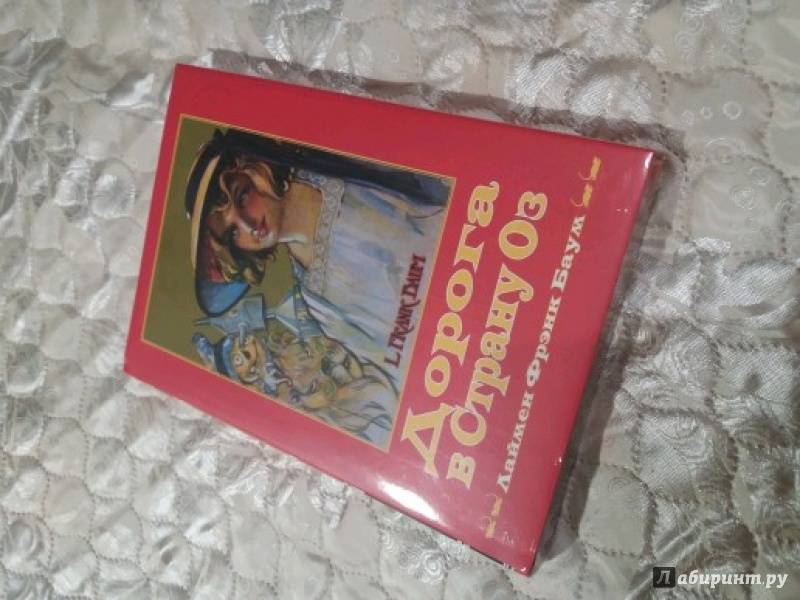 L. FRANK BAUM
Дорога
в Страну Оз
Лаймен Фрэнк Баум
Лабиринт.ру